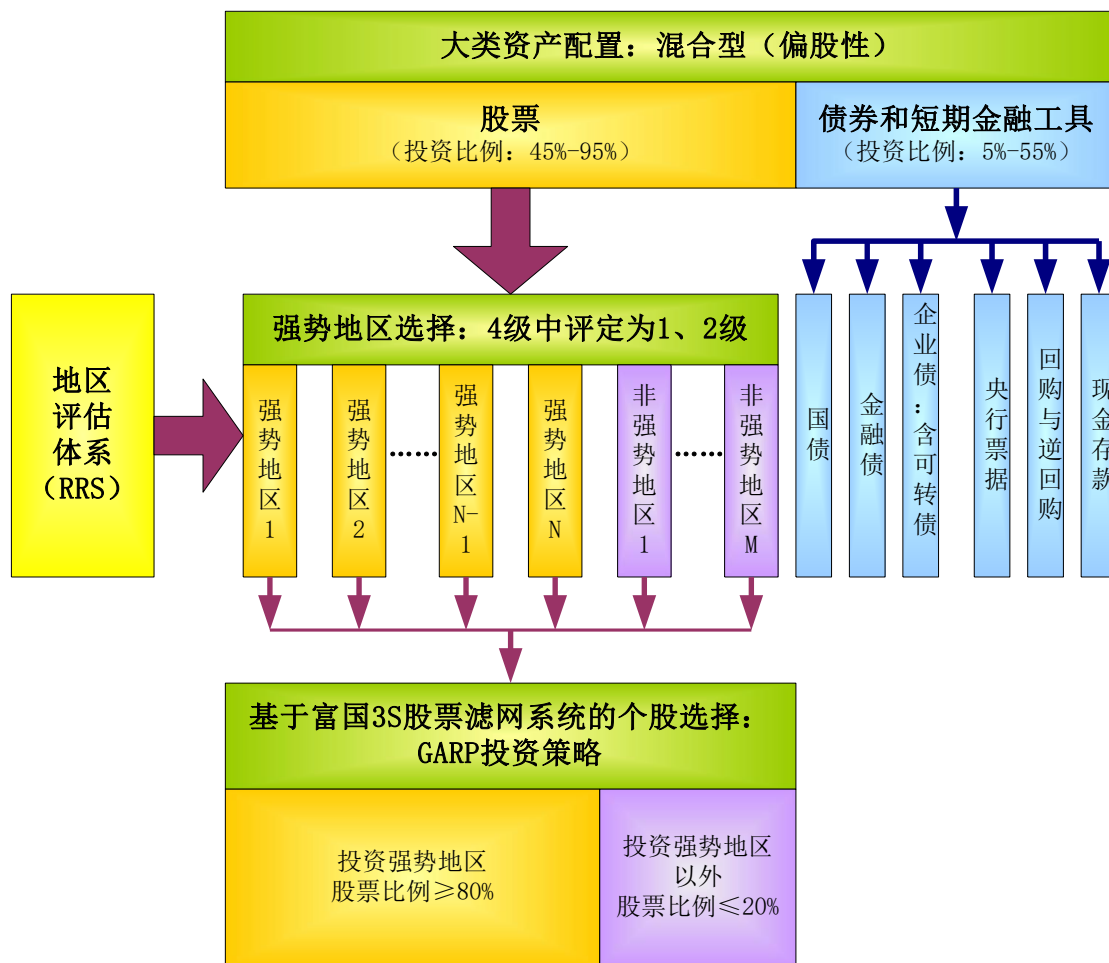 大类资产配置：混合型（偏股性）
股票
（投资比例：45%-95%）
债券和短期金融工具
（投资比例：5%-55%）
地区
评估
体系
（RRS）
强势地区选择：4级中评定为1、2级
强势地区1
强势地区2
……
强势地区N-1
强势地区N
非强势地区1
……
非强势地区M
国债
金融债
企业债：含可转债
央行票据
回购与逆回购
现金存款
基于富国3S股票滤网系统的个股选择：
GARP投资策略
投资强势地区
股票比例≥80%
投资强势地区
以外
股票比例≤20%